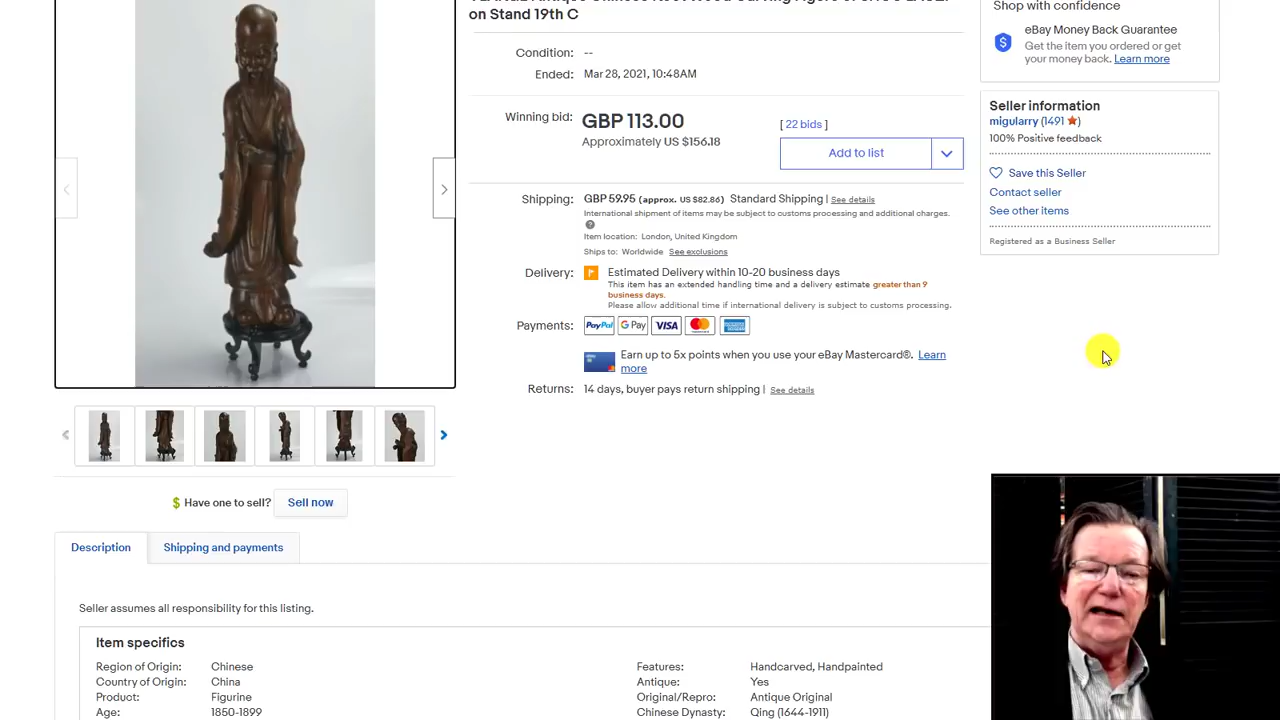 on Stand 19th C
Condition: --
Ended: Mar 28, 2021, 10:48AM
Winning bid: GBP 113.00 [ 22 bids ]
Approximately US $156.18
Add to list
Shipping: GBP 59.95 (approx. US $82.86) Standard Shipping | See details
International shipment of items may be subject to customs processing and additional charges.
Item location: London, United Kingdom
Ships to: Worldwide See exclusions
Delivery: Estimated Delivery within 10-20 business days
This item has an extended handling time and a delivery estimate greater than 9
business days.
Please allow additional time if international delivery is subject to customs processing.
Payments: PayPal G Pay VISA
Earn up to 5x points when you use your eBay Mastercard®. Learn
more
Returns: 14 days, buyer pays return shipping | See details
Shop with confidence
eBay Money Back Guarantee
Get the item you ordered or get
your money back. Learn more
Seller information
migularry (1491 ★)
100% Positive feedback
Save this Seller
Contact seller
See other items
Registered as a Business Seller
Have one to sell? Sell now
Description
Shipping and payments
Seller assumes all responsibility for this listing.
Item specifics
Region of Origin: Chinese Features: Handcarved, Handpainted
Country of Origin: China Antique: Yes
Product: Figurine Original/Repro: Antique Original
Age: 1850-1899 Chinese Dynasty: Qing (1644-1911)